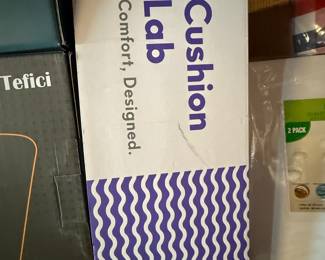 Tefici
Cushion
Lab
Comfort, Designed.
2 PACK